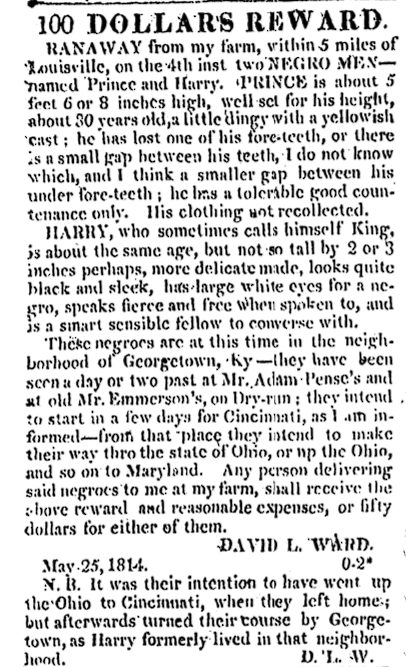 100 DOLLARS REWARD.
RANAWAY from my farm, within 5 miles of
Louisville, on the 4th inst two NEGRO MEN—
named Prince and Harry. PRINCE is about 5
feet 6 or 8 inches high, well set for his height,
about 30 years old, a little dingy with a yellowish
cast; he has lost one of his fore-teeth, or there
is a small gap between his teeth, I do not know
which, and I think a smaller gap between his
under fore-teeth; he has a tolerable good coun-
tenance only. His clothing not recollected.
HARRY, who sometimes calls himself King,
is about the same age, but not so tall by 2 or 3
inches perhaps, more delicate made, looks quite
black and sleek, has large white eyes for a ne-
gro, speaks fierce and free when spoken to, and
is a smart sensible fellow to converse with.
These negroes are at this time in the neigh-
borhood of Georgetown, Ky—they have been
seen a day or two past at Mr. Adam Pense's and
at old Mr. Emmerson's, on Dry-run; they intend
to start in a few days for Cincinnati, as I am in-
formed—from that place they intend to make
their way thro the state of Ohio, or up the Ohio,
and so on to Maryland. Any person delivering
said negroes to me at my farm, shall receive the
above reward and reasonable expenses, or fifty
dollars for either of them.
DAVID L. WARD.
May 25, 1814. 0-2*
N. B. It was their intention to have went up
the Ohio to Cincinnati, when they left home;
but afterwards turned their course by George-
town, as Harry formerly lived in that neighbor-
hood. D. L. W.